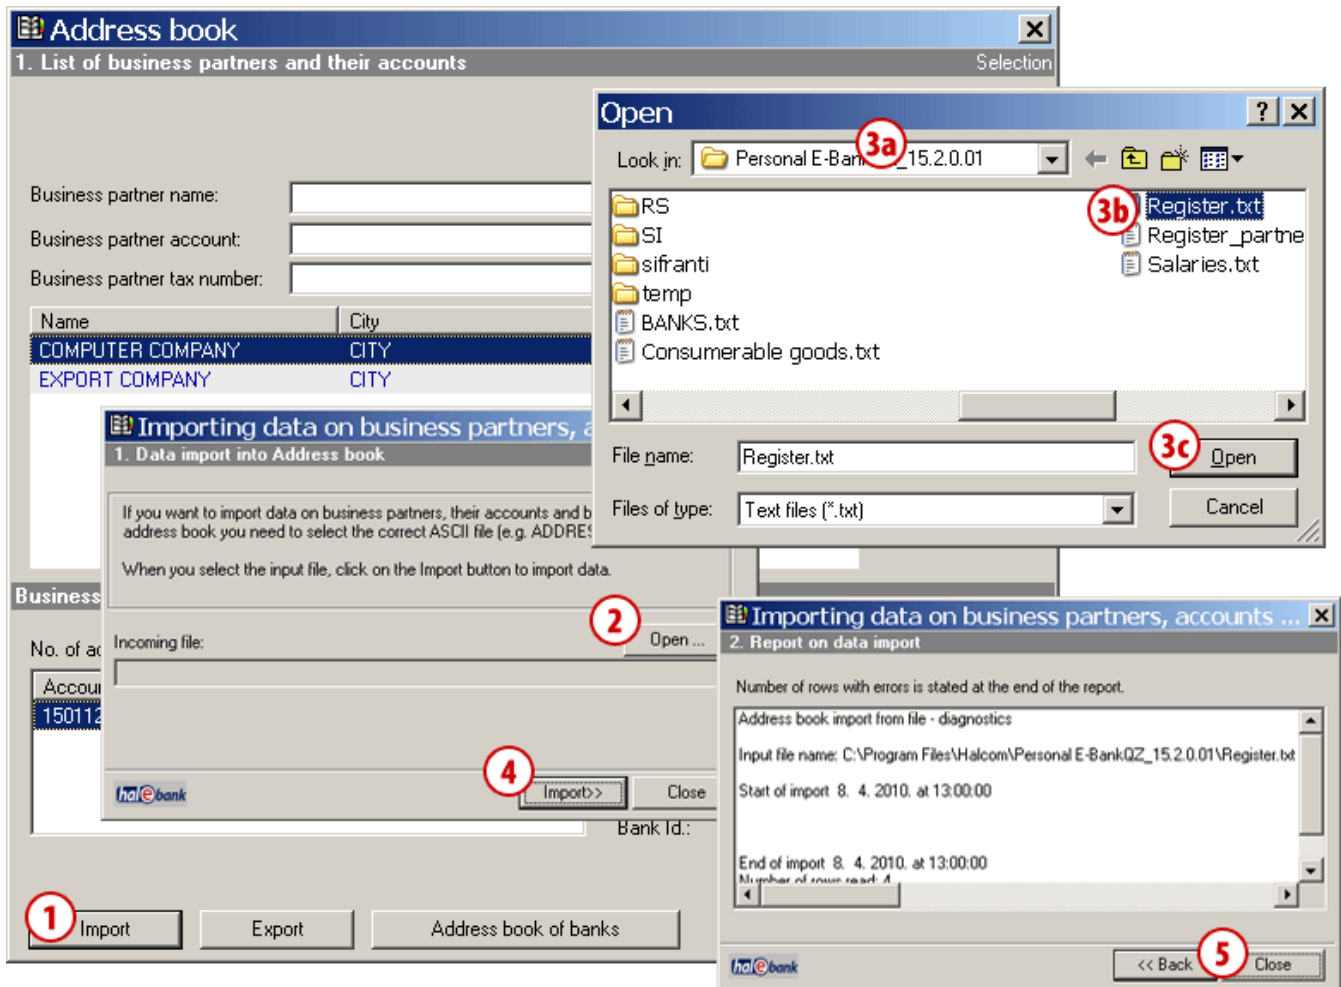 Address book
1. List of business partners and their accounts
Selection
Business partner name:
Business partner account:
Business partner tax number:
Name City
COMPUTER COMPANY CITY
EXPORT COMPANY CITY
Business
No. of
Accou
150112
Bank Id.:
1
Import
Export
Address book of banks
Importing data on business partners,
1. Data import into Address book
If you want to import data on business partners, their accounts and b
address book you need to select the correct ASCII file (e.g. ADDRES
When you select the input file, click on the Import button to import data.
2
Incoming file:
Open ...
4
halebank
Import>>
Close
Open
?
3a
Look in: Personal E-Ban _15.2.0.01
RS
SI
sifranti
temp
BANKS.txt
Consumerable goods.txt
3b
Register.txt
Register_partne
Salaries.txt
File name: Register.txt
3c
Open
Files of type: Text files (*.txt)
Cancel
Importing data on business partners, accounts ...
2. Report on data import
Number of rows with errors is stated at the end of the report.
Address book import from file - diagnostics
Input file name: C:\Program Files\Halcom\Personal E-BankQZ_15.2.0.01\Register.txt
Start of import 8. 4. 2010. at 13:00:00
End of import 8. 4. 2010. at 13:00:00
Number of rows read: 4
halebank
<< Back
5
Close